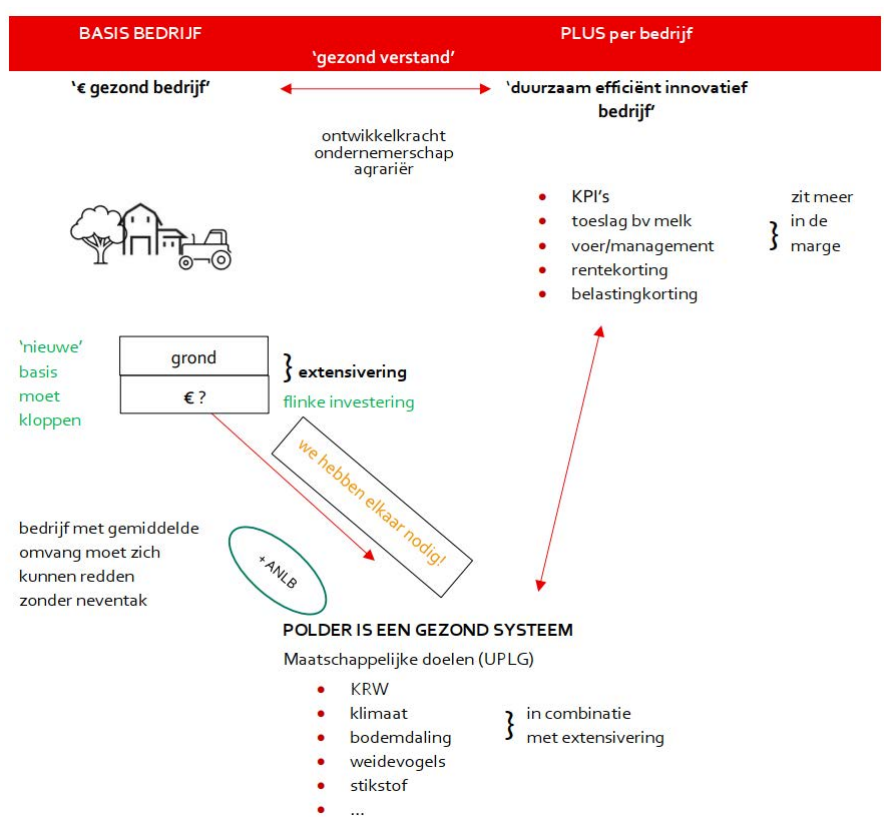 BASIS BEDRIJF
PLUS per bedrijf
‘gezond verstand’
‘€ gezond bedrijf’
‘duurzaam efficiënt innovatief
bedrijf’
ontwikkelkracht
ondernemerschap
agrariër
• KPI’s
• toeslag bv melk
• voer/management
• rentekorting
• belastingkorting
} zit meer
in de
marge
‘nieuwe’
basis
moet
kloppen
grond
€ ?
} extensivering
flinke investering
we hebben elkaar nodig!
bedrijf met gemiddelde
omvang moet zich
kunnen redden
zonder neventak
+ ANLB
POLDER IS EEN GEZOND SYSTEEM
Maatschappelijke doelen (UPLG)
• KRW
• klimaat
• bodemdaling
• weidevogels
• stikstof
• ...
} in combinatie
met extensivering